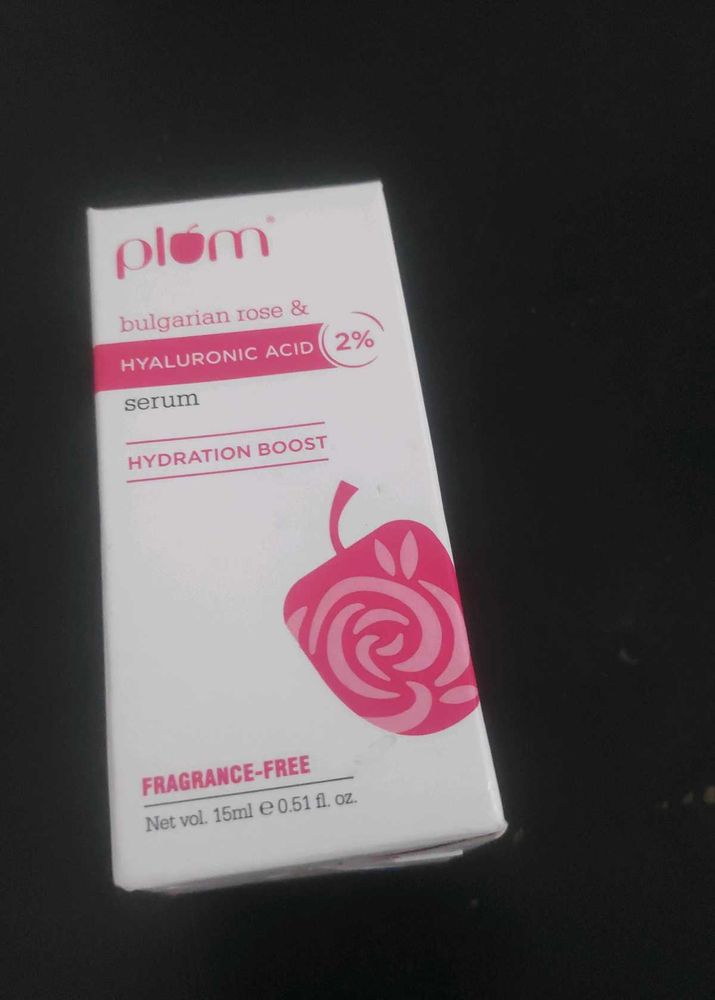 plum®
bulgarian rose &
HYALURONIC ACID 2%
serum
HYDRATION BOOST
FRAGRANCE-FREE
Net vol. 15ml ℮ 0.51 fl. oz.